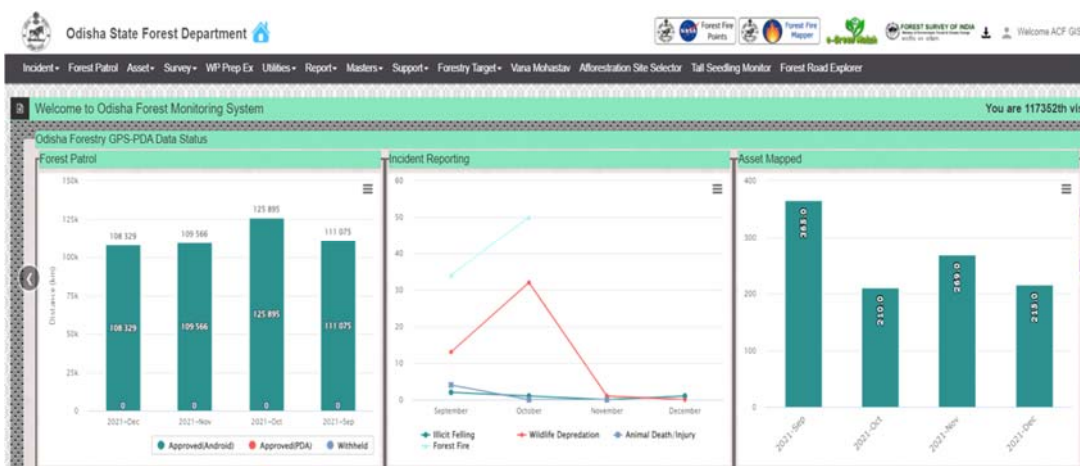 Odisha State Forest Department
Forest Fire Points
Forest Fire Mapper
e-Green Watch
FOREST SURVEY OF INDIA
Welcome ACF GIS
Incident Forest Patrol Asset Survey WP Prep Ex Utilities Report Masters Support Forestry Target Vana Mohastav Afforestration Site Selector Tall Seedling Monitor Forest Road Explorer
Welcome to Odisha Forest Monitoring System
You are 117352th vis
Odisha Forestry GPS-PDA Data Status
Forest Patrol
150k
125k
100k
75k
50k
25k
0
Distance (km)
108 329
109 566
125 895
111 075
108 329
109 566
125 895
111 075
0 0 0 0
2021-Dec 2021-Nov 2021-Oct 2021-Sep
Approved(Android) Approved(PDA) Withheld
Incident Reporting
60
50
40
30
20
10
0
September October November December
Illicit Felling Wildlife Depredation Animal Death/Injury
Forest Fire
Asset Mapped
400
300
200
100
0
365.0
210.0
269.0
215.0
2021-Sep 2021-Oct 2021-Nov 2021-Dec